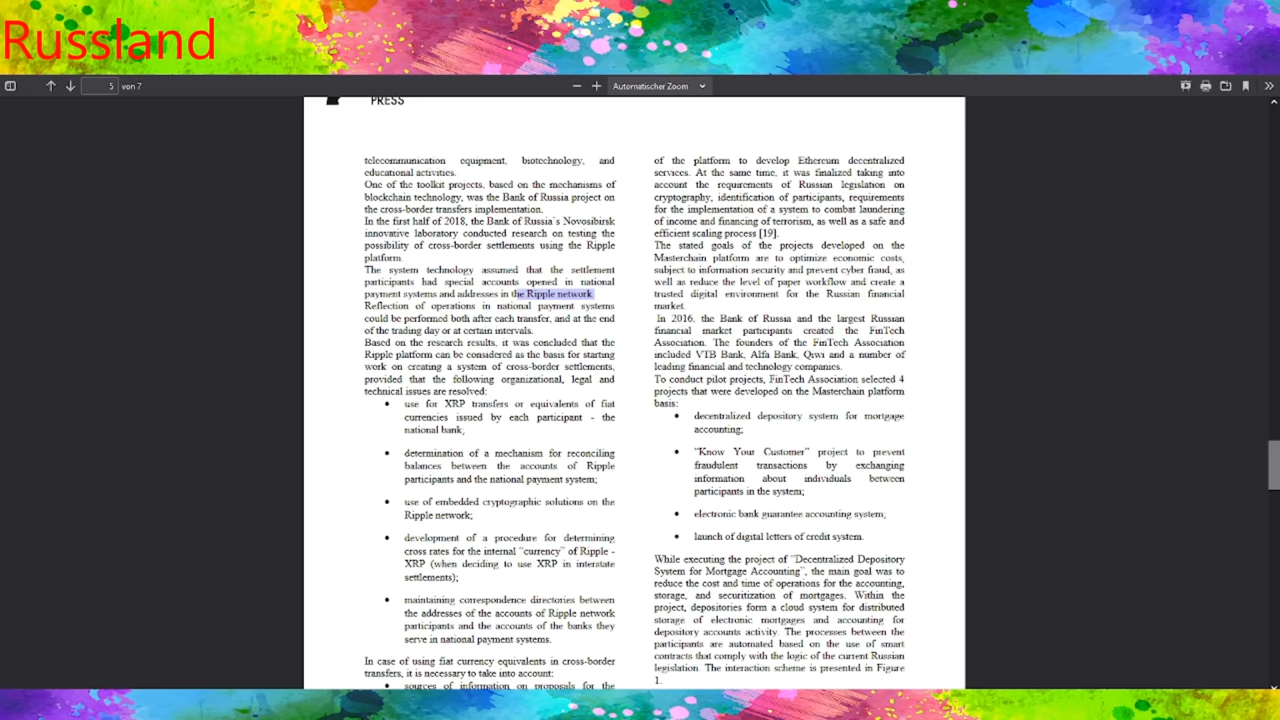 Russland
5 von 7
Automatischer Zoom
PRESS
telecommunication equipment, biotechnology, and
educational activities.
One of the toolkit projects, based on the mechanisms of
blockchain technology, was the Bank of Russia project on
the cross-border transfers implementation.
In the first half of 2018, the Bank of Russia's Novosibirsk
innovative laboratory conducted research on testing the
possibility of cross-border settlements using the Ripple
platform.
The system technology assumed that the settlement
participants had special accounts opened in national
payment systems and addresses in the Ripple network.
Reflection of operations in national payment systems
could be performed both after each transfer, and at the end
of the trading day or at certain intervals.
Based on the research results, it was concluded that the
Ripple platform can be considered as the basis for starting
work on creating a system of cross-border settlements,
provided that the following organizational, legal and
technical issues are resolved:
• use for XRP transfers or equivalents of fiat
currencies issued by each participant - the
national bank;
• determination of a mechanism for reconciling
balances between the accounts of Ripple
participants and the national payment system;
• use of embedded cryptographic solutions on the
Ripple network;
• development of a procedure for determining
cross rates for the internal "currency" of Ripple -
XRP (when deciding to use XRP in interstate
settlements);
• maintaining correspondence directories between
the addresses of the accounts of Ripple network
participants and the accounts of the banks they
serve in national payment systems.
In case of using fiat currency equivalents in cross-border
transfers, it is necessary to take into account:
• sources of information on proposals for the
of the platform to develop Ethereum decentralized
services. At the same time, it was finalized taking into
account the requirements of Russian legislation on
cryptography, identification of participants, requirements
for the implementation of a system to combat laundering
of income and financing of terrorism, as well as a safe and
efficient scaling process [19].
The stated goals of the projects developed on the
Masterchain platform are to optimize economic costs,
subject to information security and prevent cyber fraud, as
well as reduce the level of paper workflow and create a
trusted digital environment for the Russian financial
market.
In 2016, the Bank of Russia and the largest Russian
financial market participants created the FinTech
Association. The founders of the FinTech Association
included VTB Bank, Alfa Bank, Qiwi and a number of
leading financial and technology companies.
To conduct pilot projects, FinTech Association selected 4
projects that were developed on the Masterchain platform
basis:
• decentralized depository system for mortgage
accounting;
• "Know Your Customer" project to prevent
fraudulent transactions by exchanging
information about individuals between
participants in the system;
• electronic bank guarantee accounting system;
• launch of digital letters of credit system.
While executing the project of "Decentralized Depository
System for Mortgage Accounting", the main goal was to
reduce the cost and time of operations for the accounting,
storage, and securitization of mortgages. Within the
project, depositories form a cloud system for distributed
storage of electronic mortgages and accounting for
depository accounts activity. The processes between the
participants are automated based on the use of smart
contracts that comply with the logic of the current Russian
legislation. The interaction scheme is presented in Figure
1.